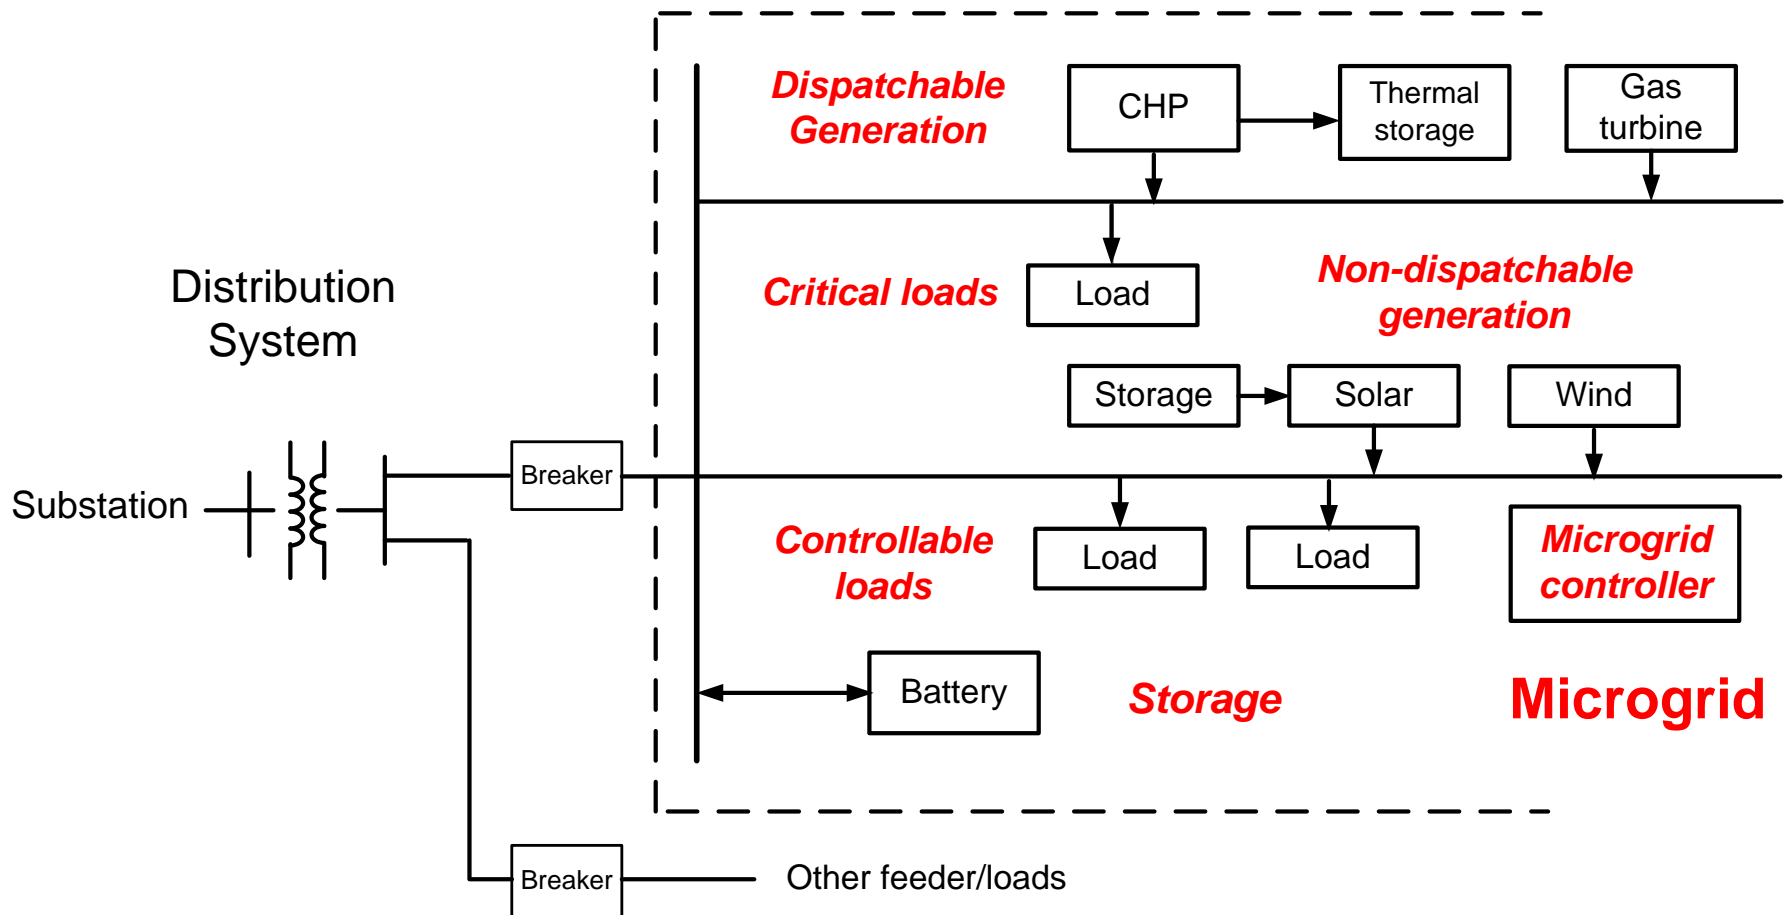 Dispatchable
Generation
CHP
Thermal
storage
Gas
turbine
Distribution
System
Critical loads
Load
Non-dispatchable
generation
Storage
Solar
Wind
Substation
Breaker
Controllable
loads
Load
Load
Microgrid
controller
Battery
Storage
Microgrid
Breaker
Other feeder/loads